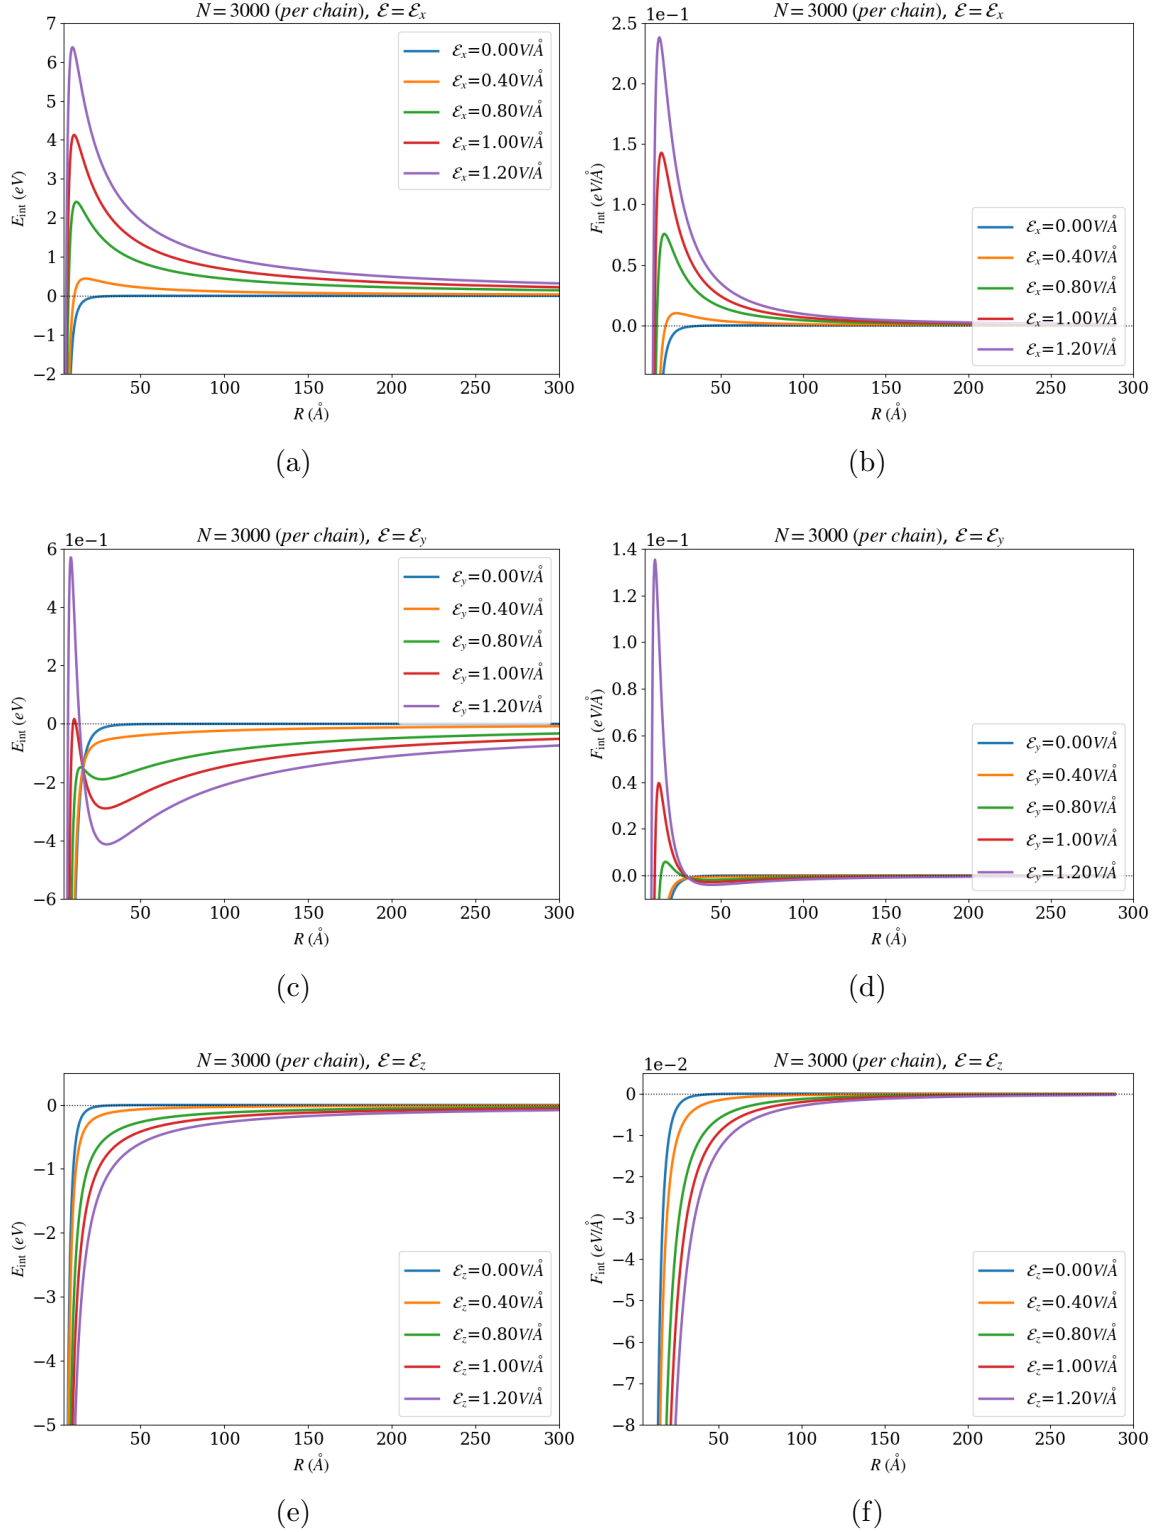 N = 3000 (per chain), ℰ = ℰx
7
6
5
4
3
2
1
0
−1
−2
Eint (eV)
ℰx=0.00V/Å
ℰx=0.40V/Å
ℰx=0.80V/Å
ℰx=1.00V/Å
ℰx=1.20V/Å
50 100 150 200 250 300
R (Å)
(a)
N = 3000 (per chain), ℰ = ℰx
1e−1
2.5
2.0
1.5
1.0
0.5
0.0
Fint (eV/Å)
ℰx=0.00V/Å
ℰx=0.40V/Å
ℰx=0.80V/Å
ℰx=1.00V/Å
ℰx=1.20V/Å
50 100 150 200 250 300
R (Å)
(b)
N = 3000 (per chain), ℰ = ℰy
1e−1
6
4
2
0
−2
−4
−6
Eint (eV)
ℰy=0.00V/Å
ℰy=0.40V/Å
ℰy=0.80V/Å
ℰy=1.00V/Å
ℰy=1.20V/Å
50 100 150 200 250 300
R (Å)
(c)
N = 3000 (per chain), ℰ = ℰy
1e−1
1.4
1.2
1.0
0.8
0.6
0.4
0.2
0.0
Fint (eV/Å)
ℰy=0.00V/Å
ℰy=0.40V/Å
ℰy=0.80V/Å
ℰy=1.00V/Å
ℰy=1.20V/Å
50 100 150 200 250 300
R (Å)
(d)
N = 3000 (per chain), ℰ = ℰz
0
−1
−2
−3
−4
−5
Eint (eV)
ℰz=0.00V/Å
ℰz=0.40V/Å
ℰz=0.80V/Å
ℰz=1.00V/Å
ℰz=1.20V/Å
50 100 150 200 250 300
R (Å)
(e)
N = 3000 (per chain), ℰ = ℰz
1e−2
0
−1
−2
−3
−4
−5
−6
−7
−8
Fint (eV/Å)
ℰz=0.00V/Å
ℰz=0.40V/Å
ℰz=0.80V/Å
ℰz=1.00V/Å
ℰz=1.20V/Å
50 100 150 200 250 300
R (Å)
(f)